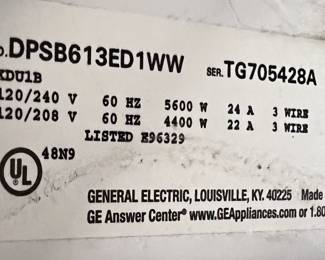 O. DPSB613ED1WW SER. TG705428A
KDU1B
120/240 V 60 HZ 5600 W 24 A 3 WIRE
120/208 V 60 HZ 4400 W 22 A 3 WIRE
LISTED E96329
UL 48N9
GENERAL ELECTRIC, LOUISVILLE, KY. 40225 Made
GE Answer Center® www.GEAppliances.com or 1.80